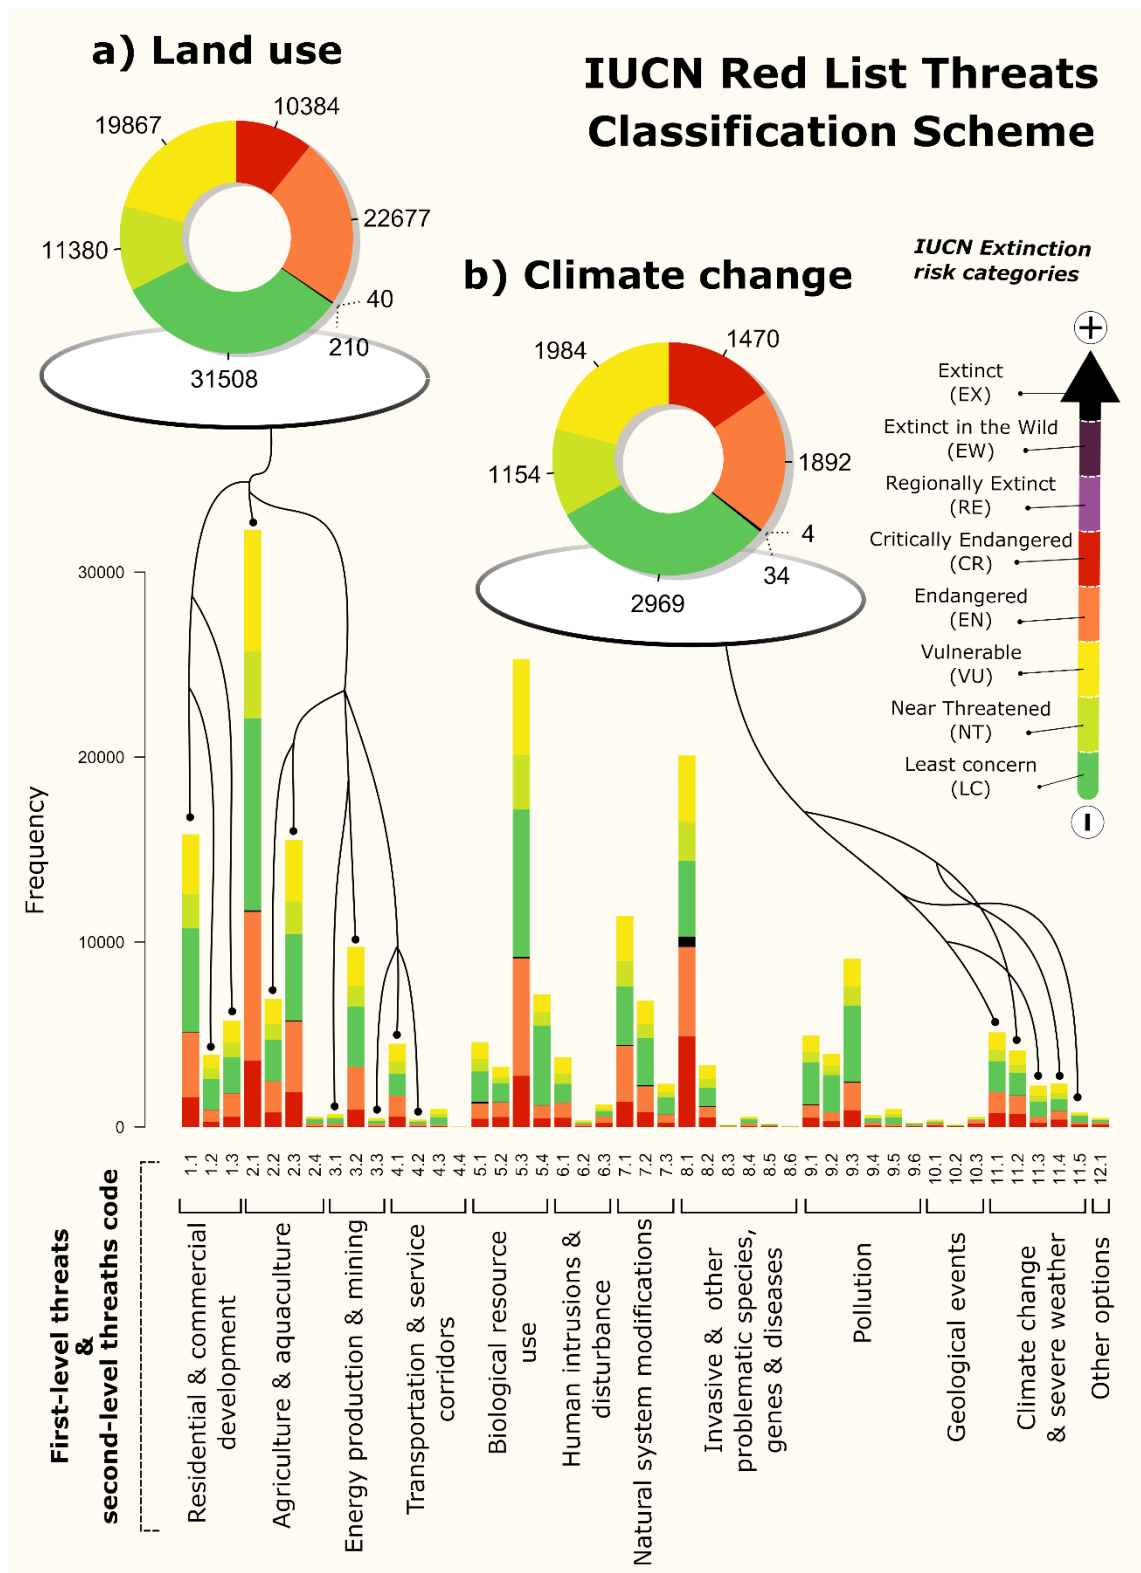 a) Land use
IUCN Red List Threats
Classification Scheme
10384
19867
22677
11380
40
210
31508
b) Climate change
IUCN Extinction
risk categories
1470
1984
1892
1154
4
34
2969
+
Extinct
(EX)
Extinct in the Wild
(EW)
Regionally Extinct
(RE)
Critically Endangered
(CR)
Endangered
(EN)
Vulnerable
(VU)
Near Threatened
(NT)
Least concern
(LC)
-
Frequency
30000
20000
10000
0
1.1
1.2
1.3
2.1
2.2
2.3
2.4
3.1
3.2
3.3
4.1
4.2
4.3
4.4
5.1
5.2
5.3
5.4
6.1
6.2
6.3
7.1
7.2
7.3
8.1
8.2
8.3
8.4
8.5
8.6
9.1
9.2
9.3
9.4
9.5
9.6
10.1
10.2
10.3
11.1
11.2
11.3
11.4
11.5
12.1
First-level threats
&
second-level threaths code
Residential & commercial
development
Agriculture & aquaculture
Energy production & mining
Transportation & service
corridors
Biological resource
use
Human intrusions &
disturbance
Natural system modifications
Invasive & other
problematic species,
genes & diseases
Pollution
Geological events
Climate change
& severe weather
Other options